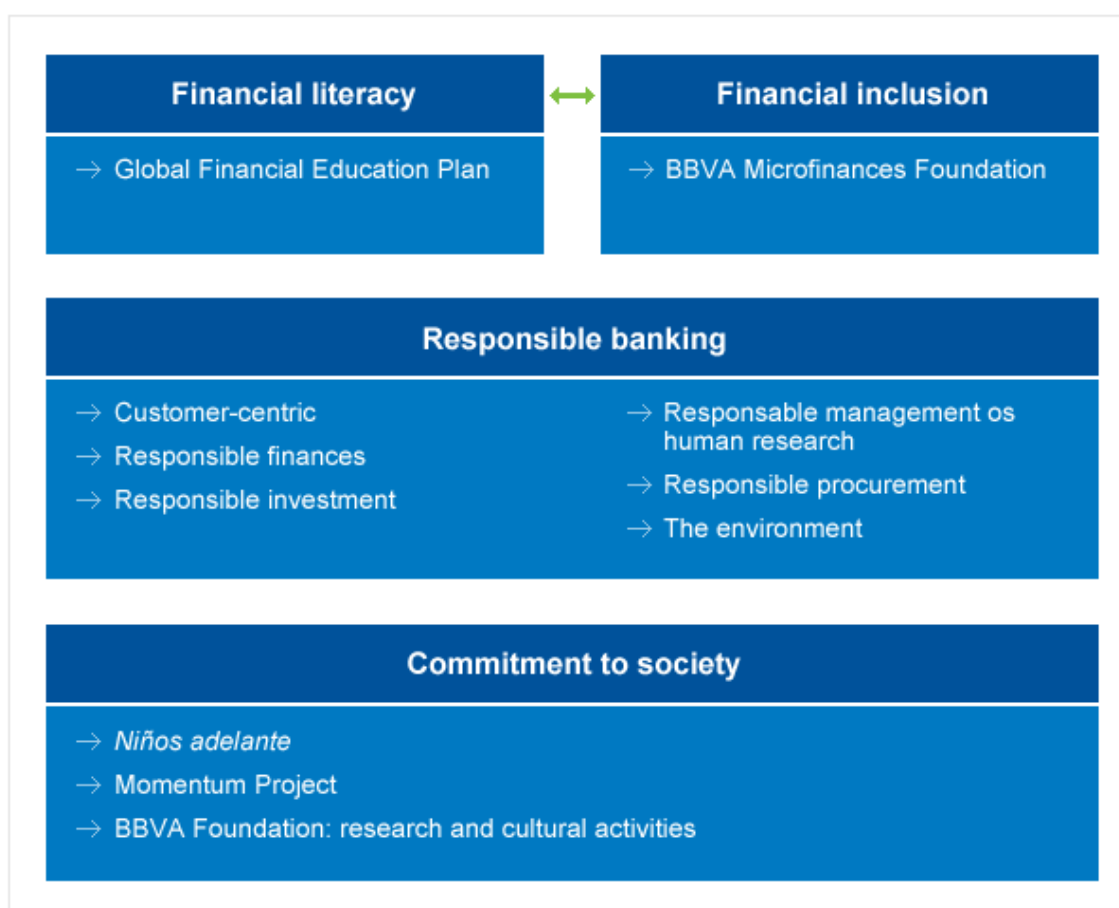 Financial literacy
→ Global Financial Education Plan
Financial inclusion
→ BBVA Microfinances Foundation
Responsible banking
→ Customer-centric
→ Responsible finances
→ Responsible investment
→ Responsable management os
human research
→ Responsible procurement
→ The environment
Commitment to society
→ Niños adelante
→ Momentum Project
→ BBVA Foundation: research and cultural activities